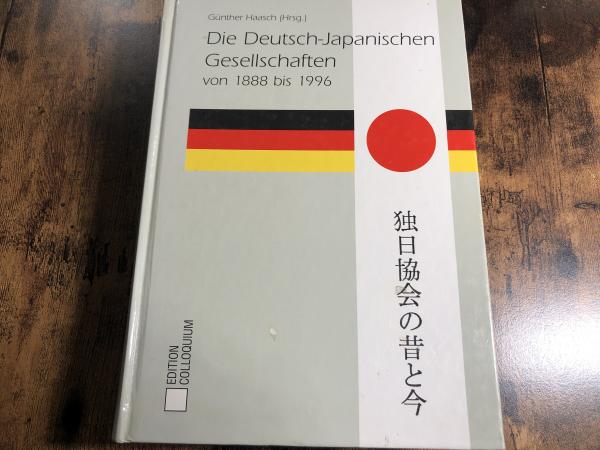 Günther Haasch (Hrsg.)
Die Deutsch-Japanischen
Gesellschaften
von 1888 bis 1996
独日協会の昔と今
EDITION
COLLOQUIUM